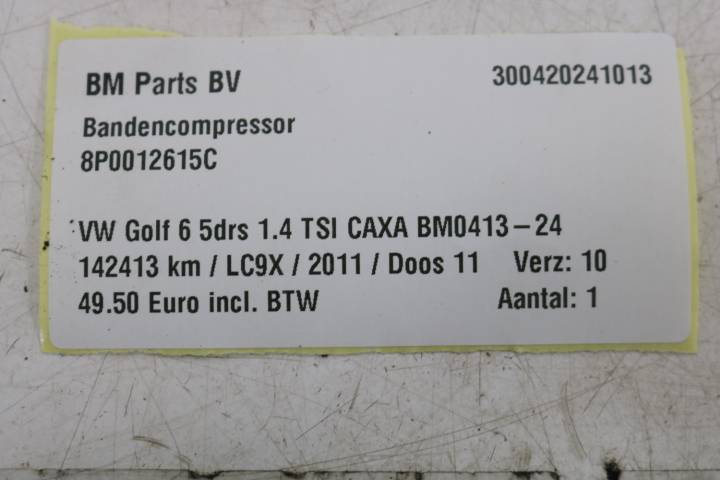 BM Parts BV 300420241013
Bandencompressor
8P0012615C
VW Golf 6 5drs 1.4 TSI CAXA BM0413-24
142413 km / LC9X / 2011 / Doos 11 Verz: 10
49.50 Euro incl. BTW Aantal: 1